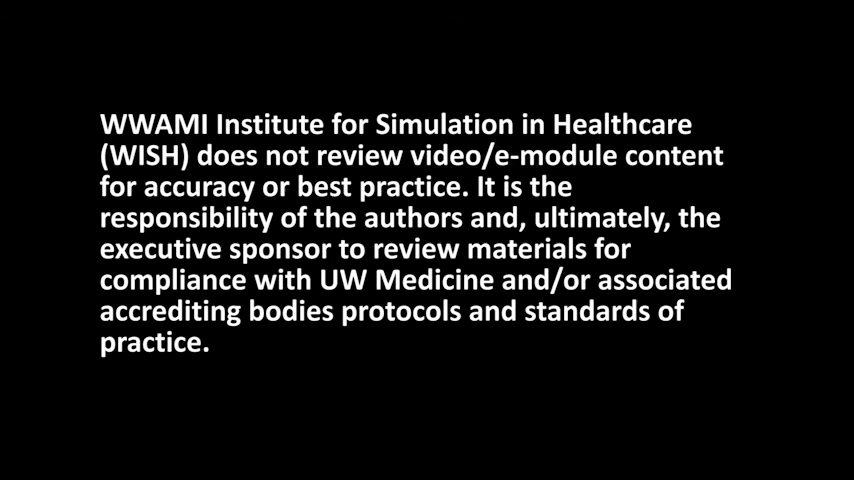 WWAMI Institute for Simulation in Healthcare
(WISH) does not review video/e-module content
for accuracy or best practice. It is the
responsibility of the authors and, ultimately, the
executive sponsor to review materials for
compliance with UW Medicine and/or associated
accrediting bodies protocols and standards of
practice.